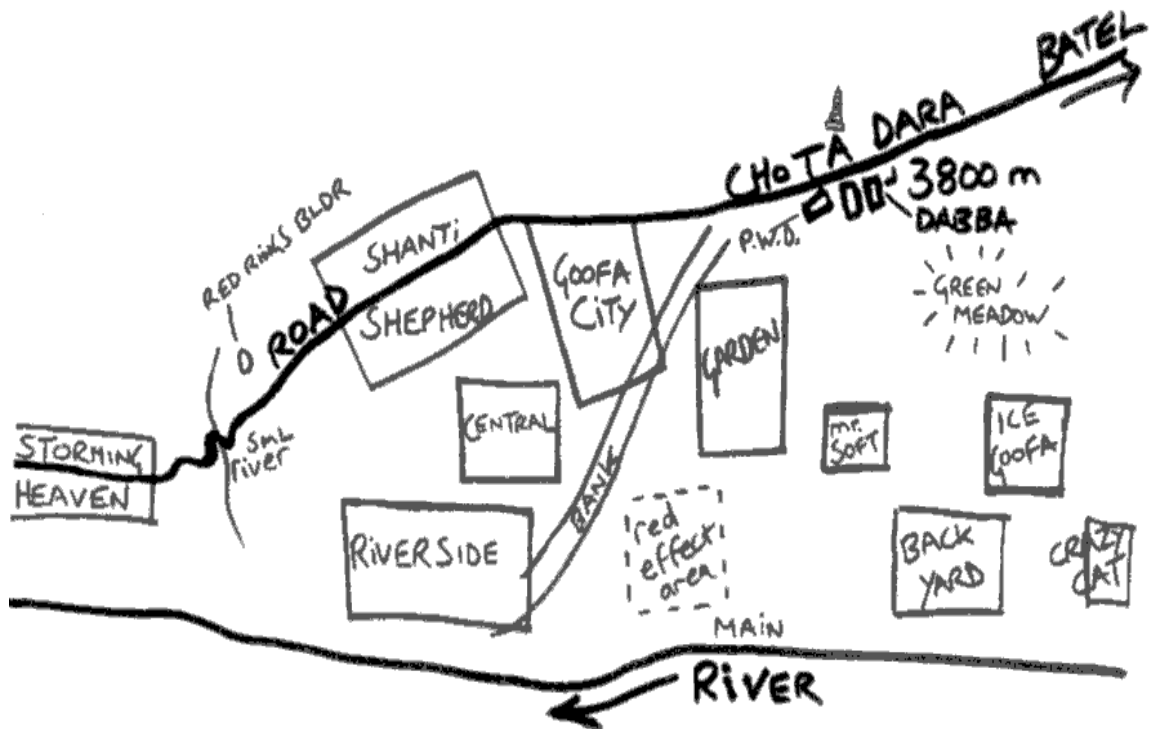 BATEL
CHOTA DARA
3800 m
DABBA
P.W.D.
GREEN
MEADOW
RED RINGS BLDR
ROAD
SHANTi
SHEPHERD
GOOFA
CiTY
GARDEN
CENTRAL
mr.
SOFT
ICE
GOOFA
STORMING
HEAVEN
SmL
river
BANK
RiVERSIDE
red
effect
area
BACK
YARD
CRAZY
CAT
MAIN
RiVER